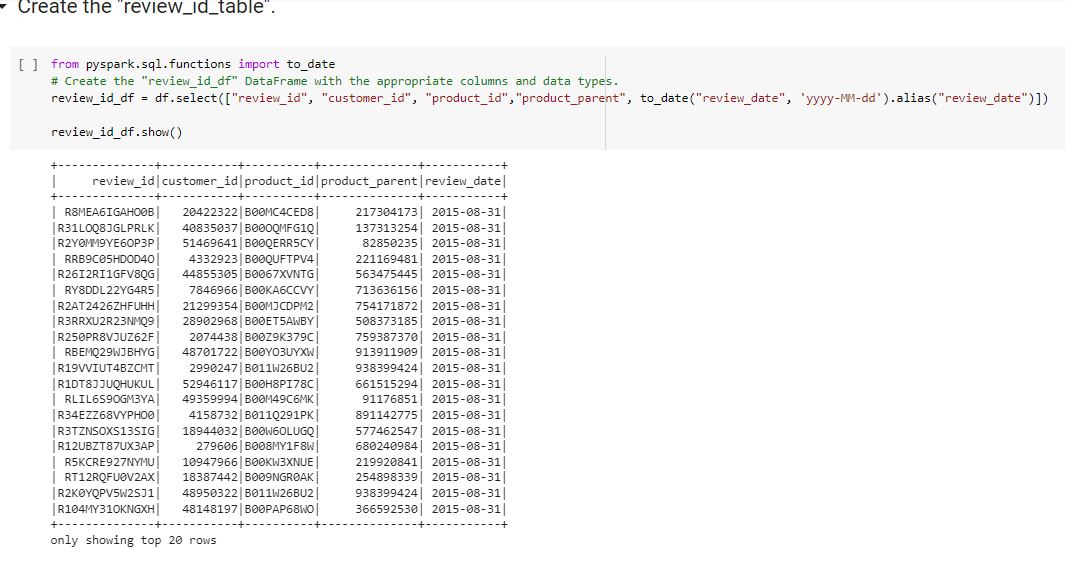 Create the "review_id_table".
[ ] from pyspark.sql.functions import to_date
# Create the "review_id_df" DataFrame with the appropriate columns and data types.
review_id_df = df.select(["review_id", "customer_id", "product_id","product_parent", to_date("review_date", 'yyyy-MM-dd').alias("review_date")])
review_id_df.show()
+--------------+-----------+----------+--------------+-----------+
|     review_id|customer_id|product_id|product_parent|review_date|
+--------------+-----------+----------+--------------+-----------+
| R8MEA6IGAHO0B|   20422322|B00MC4CED8|     217304173| 2015-08-31|
|R31LOQ8JGLPRLK|   40835037|B00OQMFG1Q|     137313254| 2015-08-31|
|R2Y0MM9YE6OP3P|   51469641|B00QERR5CY|      82850235| 2015-08-31|
| RRB9C05HDOD4O|    4332923|B00QUFTPV4|     221169481| 2015-08-31|
|R26I2RI1GFV8QG|   44855305|B0067XVNTG|     563475445| 2015-08-31|
| RY8DDL22YG4R5|    7846966|B00KA6CCVY|     713636156| 2015-08-31|
|R2AT2426ZHFUHH|   21299354|B00MJCDPM2|     754171872| 2015-08-31|
|R3RRXU2R23NMQ9|   28902968|B00ET5AWBY|     508373185| 2015-08-31|
|R250PR8VJUZ62F|    2074438|B00Z9K379C|     759387370| 2015-08-31|
| RBEMQ29WJBHYG|   48701722|B00YO3UYXW|     913911909| 2015-08-31|
|R19VVIUT4BZCMT|    2990247|B011W26BU2|     938399424| 2015-08-31|
|R1DT8JJUQHUKUL|   52946117|B00H8PI78C|     661515294| 2015-08-31|
| RLIL6S9OGM3YA|   49359994|B00M49C6MK|      91176851| 2015-08-31|
|R34EZZ68VYPHO0|    4158732|B011Q291PK|     891142775| 2015-08-31|
|R3TZNSOXS13SIG|   18944032|B00W6OLUGQ|     577462547| 2015-08-31|
|R12UBZT87UX3AP|     279606|B008MY1F8W|     680240984| 2015-08-31|
| R5KCRE927NYMU|   10947966|B00KW3XNUE|     219920841| 2015-08-31|
| RT12RQFU0V2AX|   18387442|B009NGR0AK|     254898339| 2015-08-31|
|R2K0YQPV5W2SJ1|   48950322|B011W26BU2|     938399424| 2015-08-31|
|R104MY31OKNGXH|   48148197|B00PAP68WO|     366592530| 2015-08-31|
+--------------+-----------+----------+--------------+-----------+
only showing top 20 rows